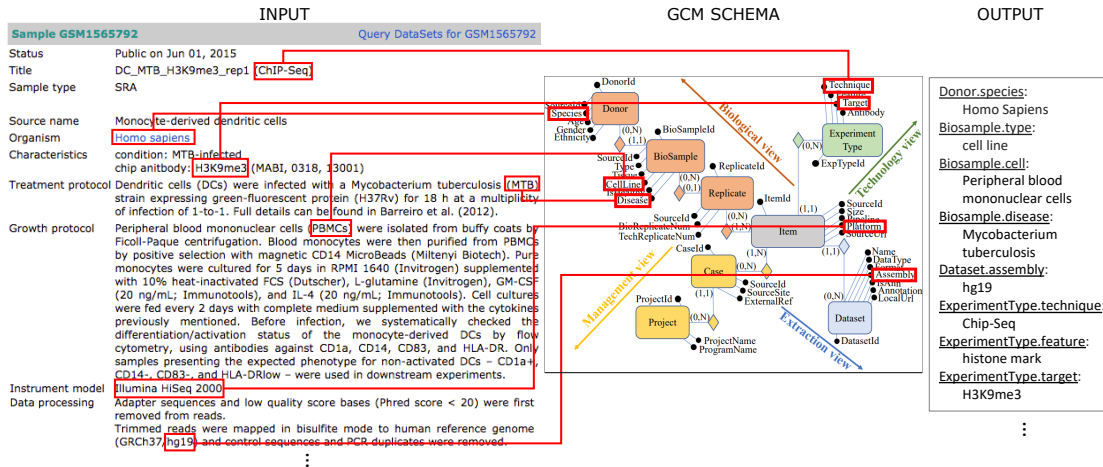 INPUT
GCM SCHEMA
OUTPUT
Sample GSM1565792 Query DataSets for GSM1565792
Status Public on Jun 01, 2015
Title DC_MTB_H3K9me3_rep1 (ChIP-Seq)
Sample type SRA
Source name Monocyte-derived dendritic cells
Organism Homo sapiens
Characteristics condition: MTB-infected
chip anitbody: H3K9me3 (MABI, 0318, 13001)
Treatment protocol Dendritic cells (DCs) were infected with a Mycobacterium tuberculosis (MTB)
strain expressing green-fluorescent protein (H37Rv) for 18 h at a multiplicity
of infection of 1-to-1. Full details can be found in Barreiro et al. (2012).
Growth protocol Peripheral blood mononuclear cells (PBMCs) were isolated from buffy coats by
Ficoll-Paque centrifugation. Blood monocytes were then purified from PBMCs
by positive selection with magnetic CD14 MicroBeads (Miltenyi Biotech). Pure
monocytes were cultured for 5 days in RPMI 1640 (Invitrogen) supplemented
with 10% heat-inactivated FCS (Dutscher), L-glutamine (Invitrogen), GM-CSF
(20 ng/mL; Immunotools), and IL-4 (20 ng/mL; Immunotools). Cell cultures
were fed every 2 days with complete medium supplemented with the cytokines
previously mentioned. Before infection, we systematically checked the
differentiation/activation status of the monocyte-derived DCs by flow
cytometry, using antibodies against CD1a, CD14, CD83, and HLA-DR. Only
samples presenting the expected phenotype for non-activated DCs – CD1a+,
CD14-, CD83-, and HLA-DRlow – were used in downstream experiments.
Instrument model Illumina HiSeq 2000
Data processing Adapter sequences and low quality score bases (Phred score < 20) were first
removed from reads.
Trimmed reads were mapped in bisulfite mode to human reference genome
(GRCh37/hg19) and control sequences and PCR duplicates were removed.
⋮
DonorId
SourceId
Species
Age
Gender
Ethnicity
Donor
(0,N)
(1,1)
BioSampleId
BioSample
SourceId
Type
Tissue
CellLine
Disease
(0,N)
(0,1)
ReplicateId
Replicate
SourceId
BioReplicateNum
TechReplicateNum
(0,N)
(1,N)
Biological view
Technique
Feature
Target
Antibody
Experiment
Type
ExpTypeId
(0,N)
(1,1)
Technology view
ItemId
Item
SourceId
Size
Pipeline
Platform
SourceUrl
(1,1)
(1,N)
CaseId
Case
(0,N)
(1,1)
SourceId
SourceSite
ExternalRef
Management view
ProjectId
Project
(0,N)
ProjectName
ProgramName
Extraction view
Name
DataType
Format
Assembly
IsAnn
Annotation
LocalUrl
(0,N)
Dataset
DatasetId
Donor.species:
Homo Sapiens
Biosample.type:
cell line
Biosample.cell:
Peripheral blood
mononuclear cells
Biosample.disease:
Mycobacterium
tuberculosis
Dataset.assembly:
hg19
ExperimentType.technique:
Chip-Seq
ExperimentType.feature:
histone mark
ExperimentType.target:
H3K9me3
⋮